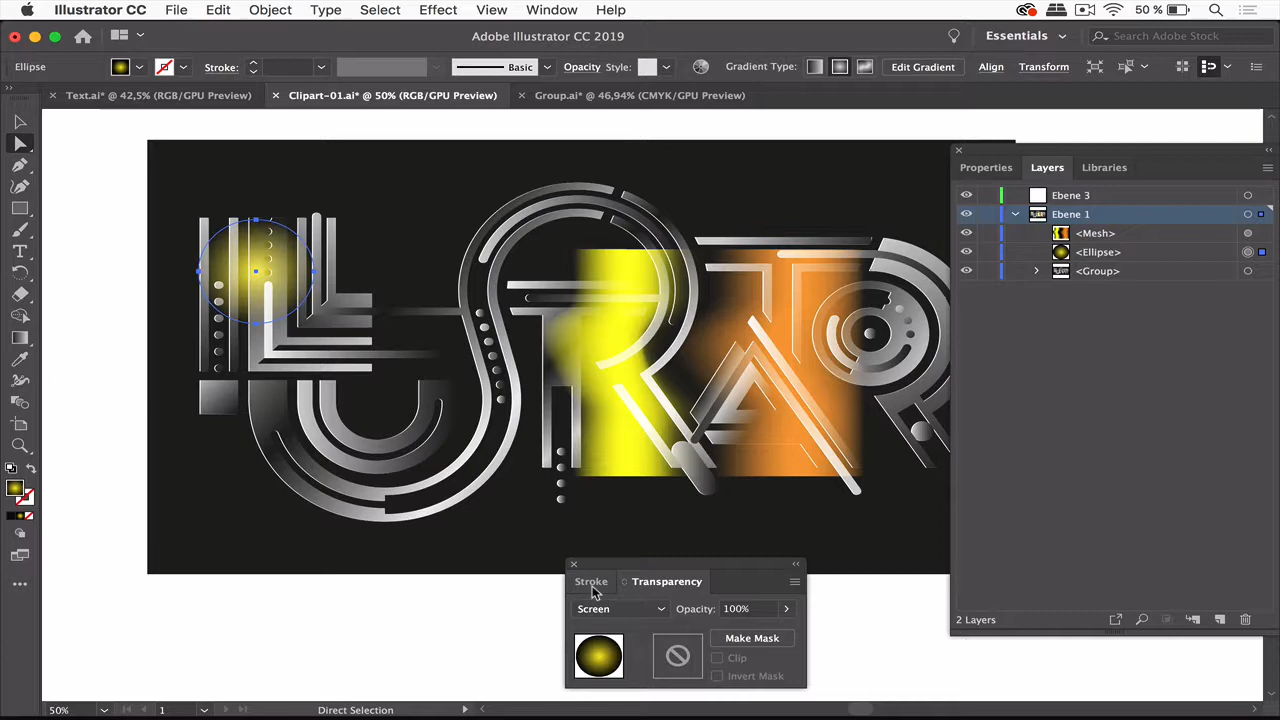 Illustrator CC File Edit Object Type Select Effect View Window Help 50 %
Adobe Illustrator CC 2019 Essentials Search Adobe Stock
Ellipse Stroke: Basic Opacity Style: Gradient Type: Edit Gradient Align Transform
Text.ai* @ 42,5% (RGB/GPU Preview) Clipart-01.ai* @ 50% (RGB/GPU Preview) Group.ai* @ 46,94% (CMYK/GPU Preview)
Properties Layers Libraries
Ebene 3
Ebene 1
<Mesh>
<Ellipse>
<Group>
Stroke Transparency
Screen Opacity: 100%
Make Mask
Clip
Invert Mask
2 Layers
50% 1 Direct Selection